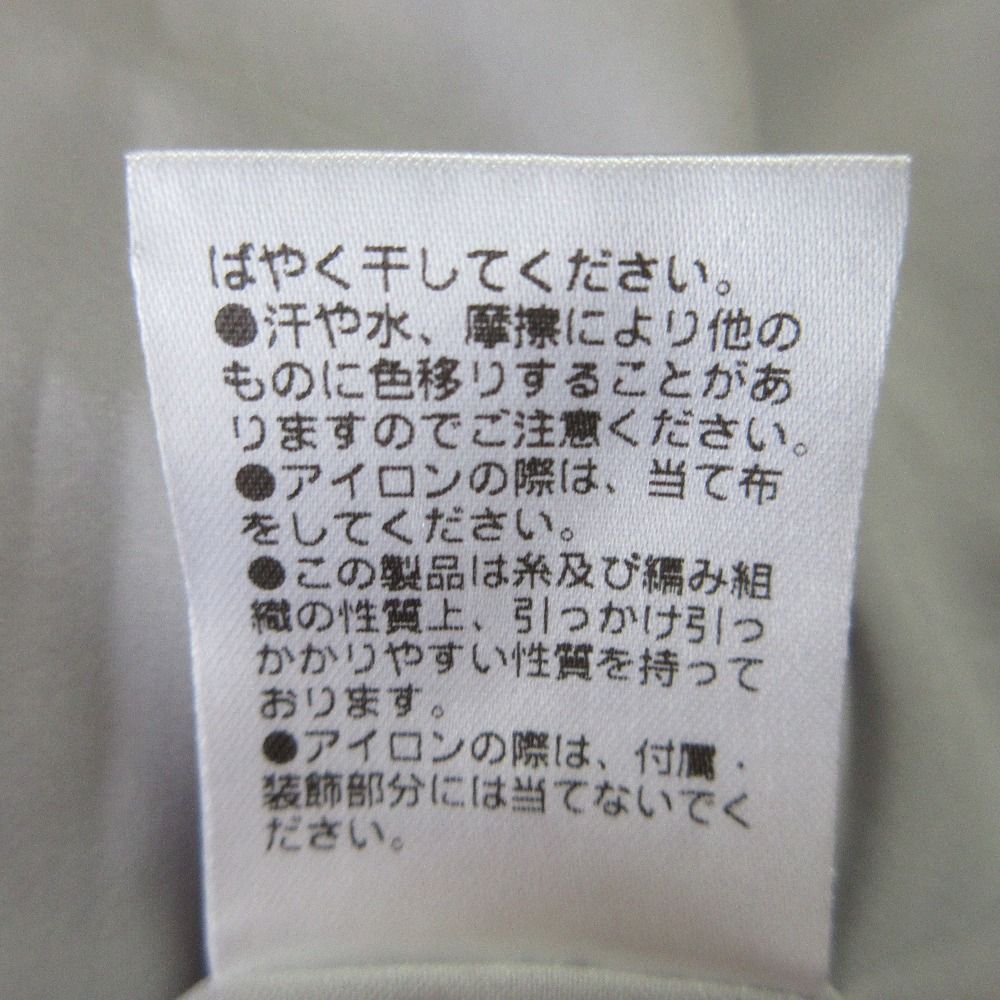 ばやく干してください。
●汗や水、摩擦により他の
ものに色移りすることがあ
りますのでご注意ください。
●アイロンの際は、当て布
をしてください。
●この製品は糸及び編み組
織の性質上、引っかけ引っ
かかりやすい性質を持って
おります。
●アイロンの際は、付属・
装飾部分には当てないでく
ださい。